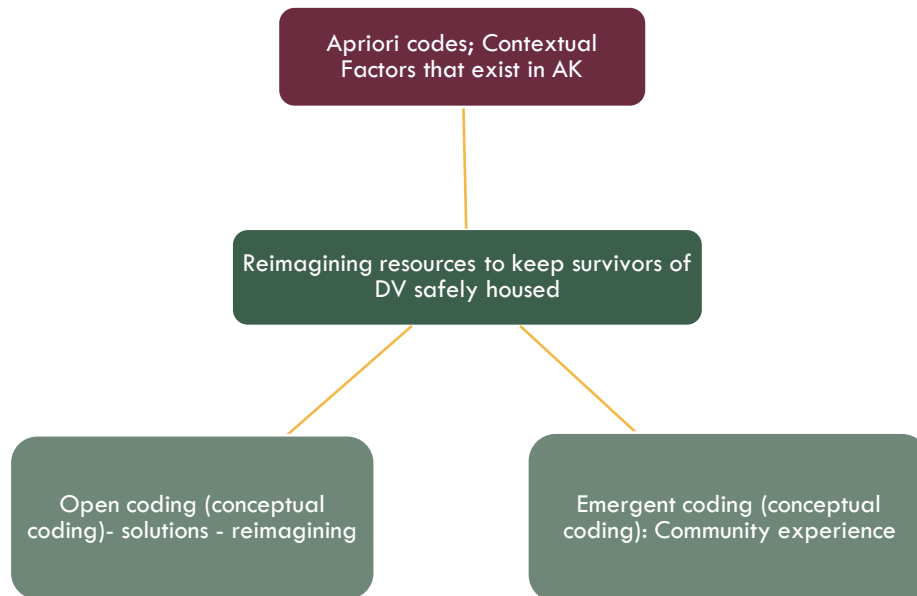 Apriori codes; Contextual
Factors that exist in AK
Reimagining resources to keep survivors of
DV safely housed
Open coding (conceptual
coding)- solutions - reimagining
Emergent coding (conceptual
coding): Community experience